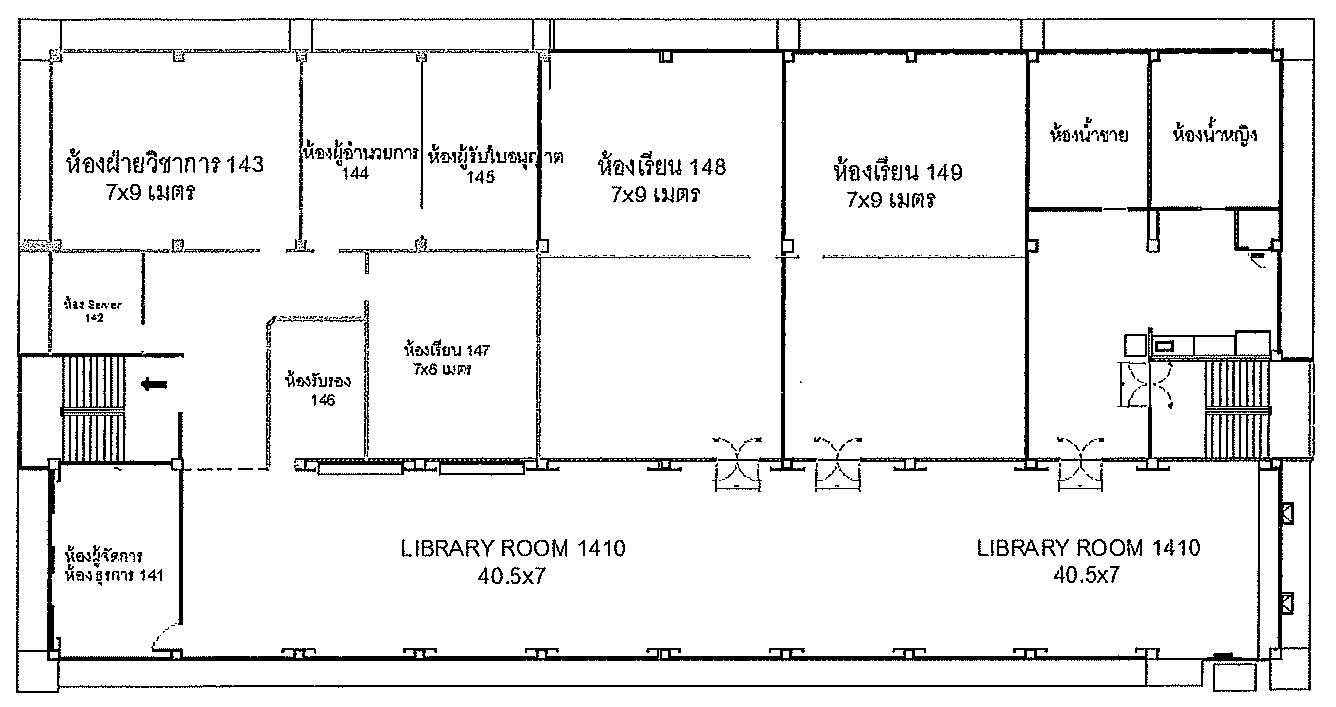 ห้องฝ่ายวิชาการ 143
7x9 เมตร
ห้องผู้อำนวยการ
144
ห้องผู้รับใบอนุญาต
145
ห้องเรียน 148
7x9 เมตร
ห้องเรียน 149
7x9 เมตร
ห้องน้ำชาย
ห้องน้ำหญิง
ห้อง Server
142
ห้องรับรอง
146
ห้องเรียน 147
7x6 เมตร
ห้องผู้จัดการ
ห้องธุรการ 141
LIBRARY ROOM 1410
40.5x7
LIBRARY ROOM 1410
40.5x7